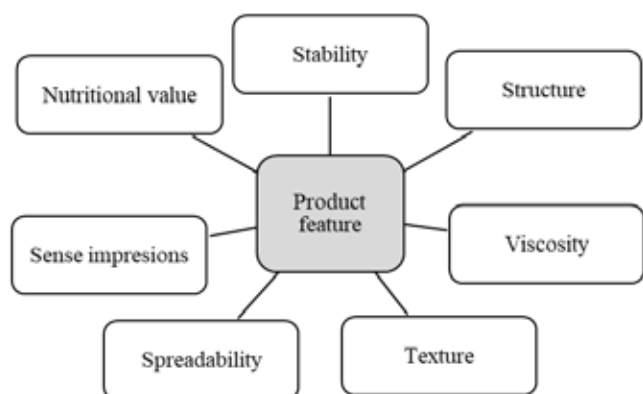 Stability
Nutritional value
Structure
Product
feature
Sense impresions
Viscosity
Spreadability
Texture